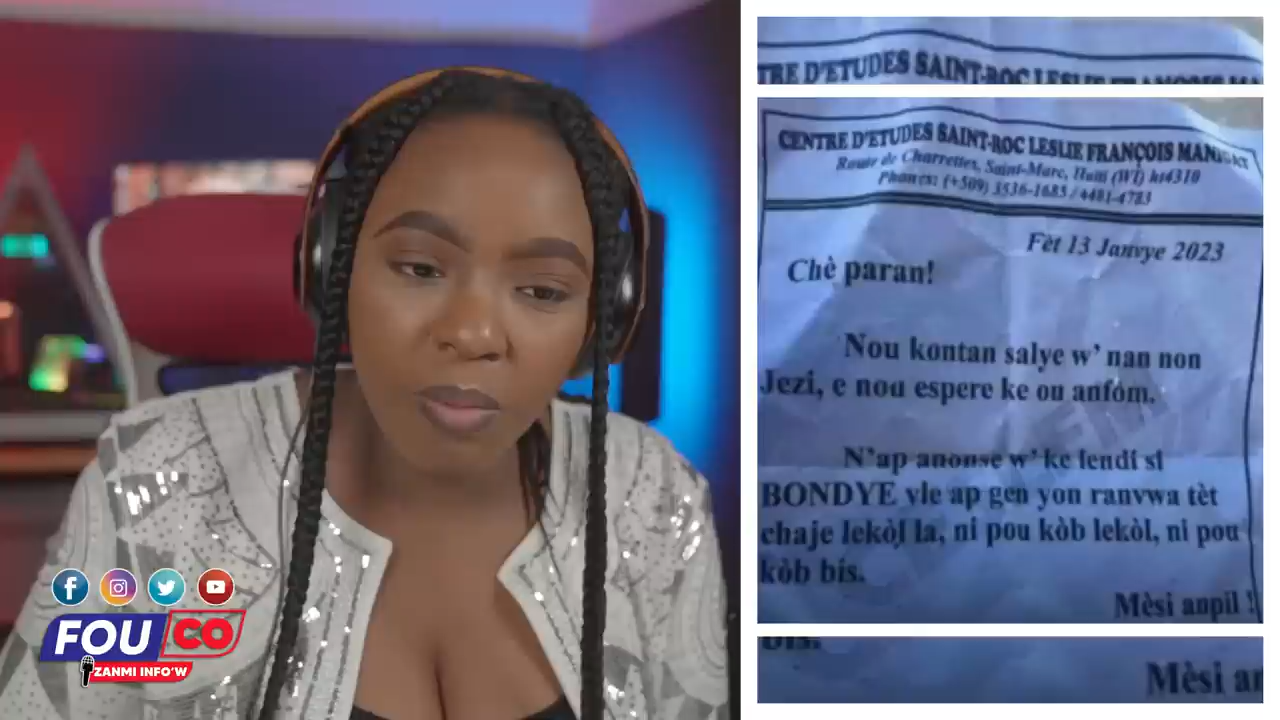 FOU CO
ZANMI INFO'W
TRE D'ETUDES SAINT-ROC LESLIE FRANÇOIS MA
CENTRE D'ETUDES SAINT-ROC LESLIE FRANÇOIS MANIGAT
Route de Charrettes, Saint-Marc, Haiti (WI) ht4310
Phones: (+509) 3536-1685 / 4481-4783
Fèt 13 Janvye 2023
Chè paran!
Nou kontan salye w' nan non
Jezi, e nou espere ke ou anfòm.
N'ap anonse w' ke lendi si
BONDYE vle ap gen yon ranvwa tèt
chaje lekòl la, ni pou kòb lekòl, ni pou
kòb bis.
Mèsi anpil !
bis.
Mèsi an